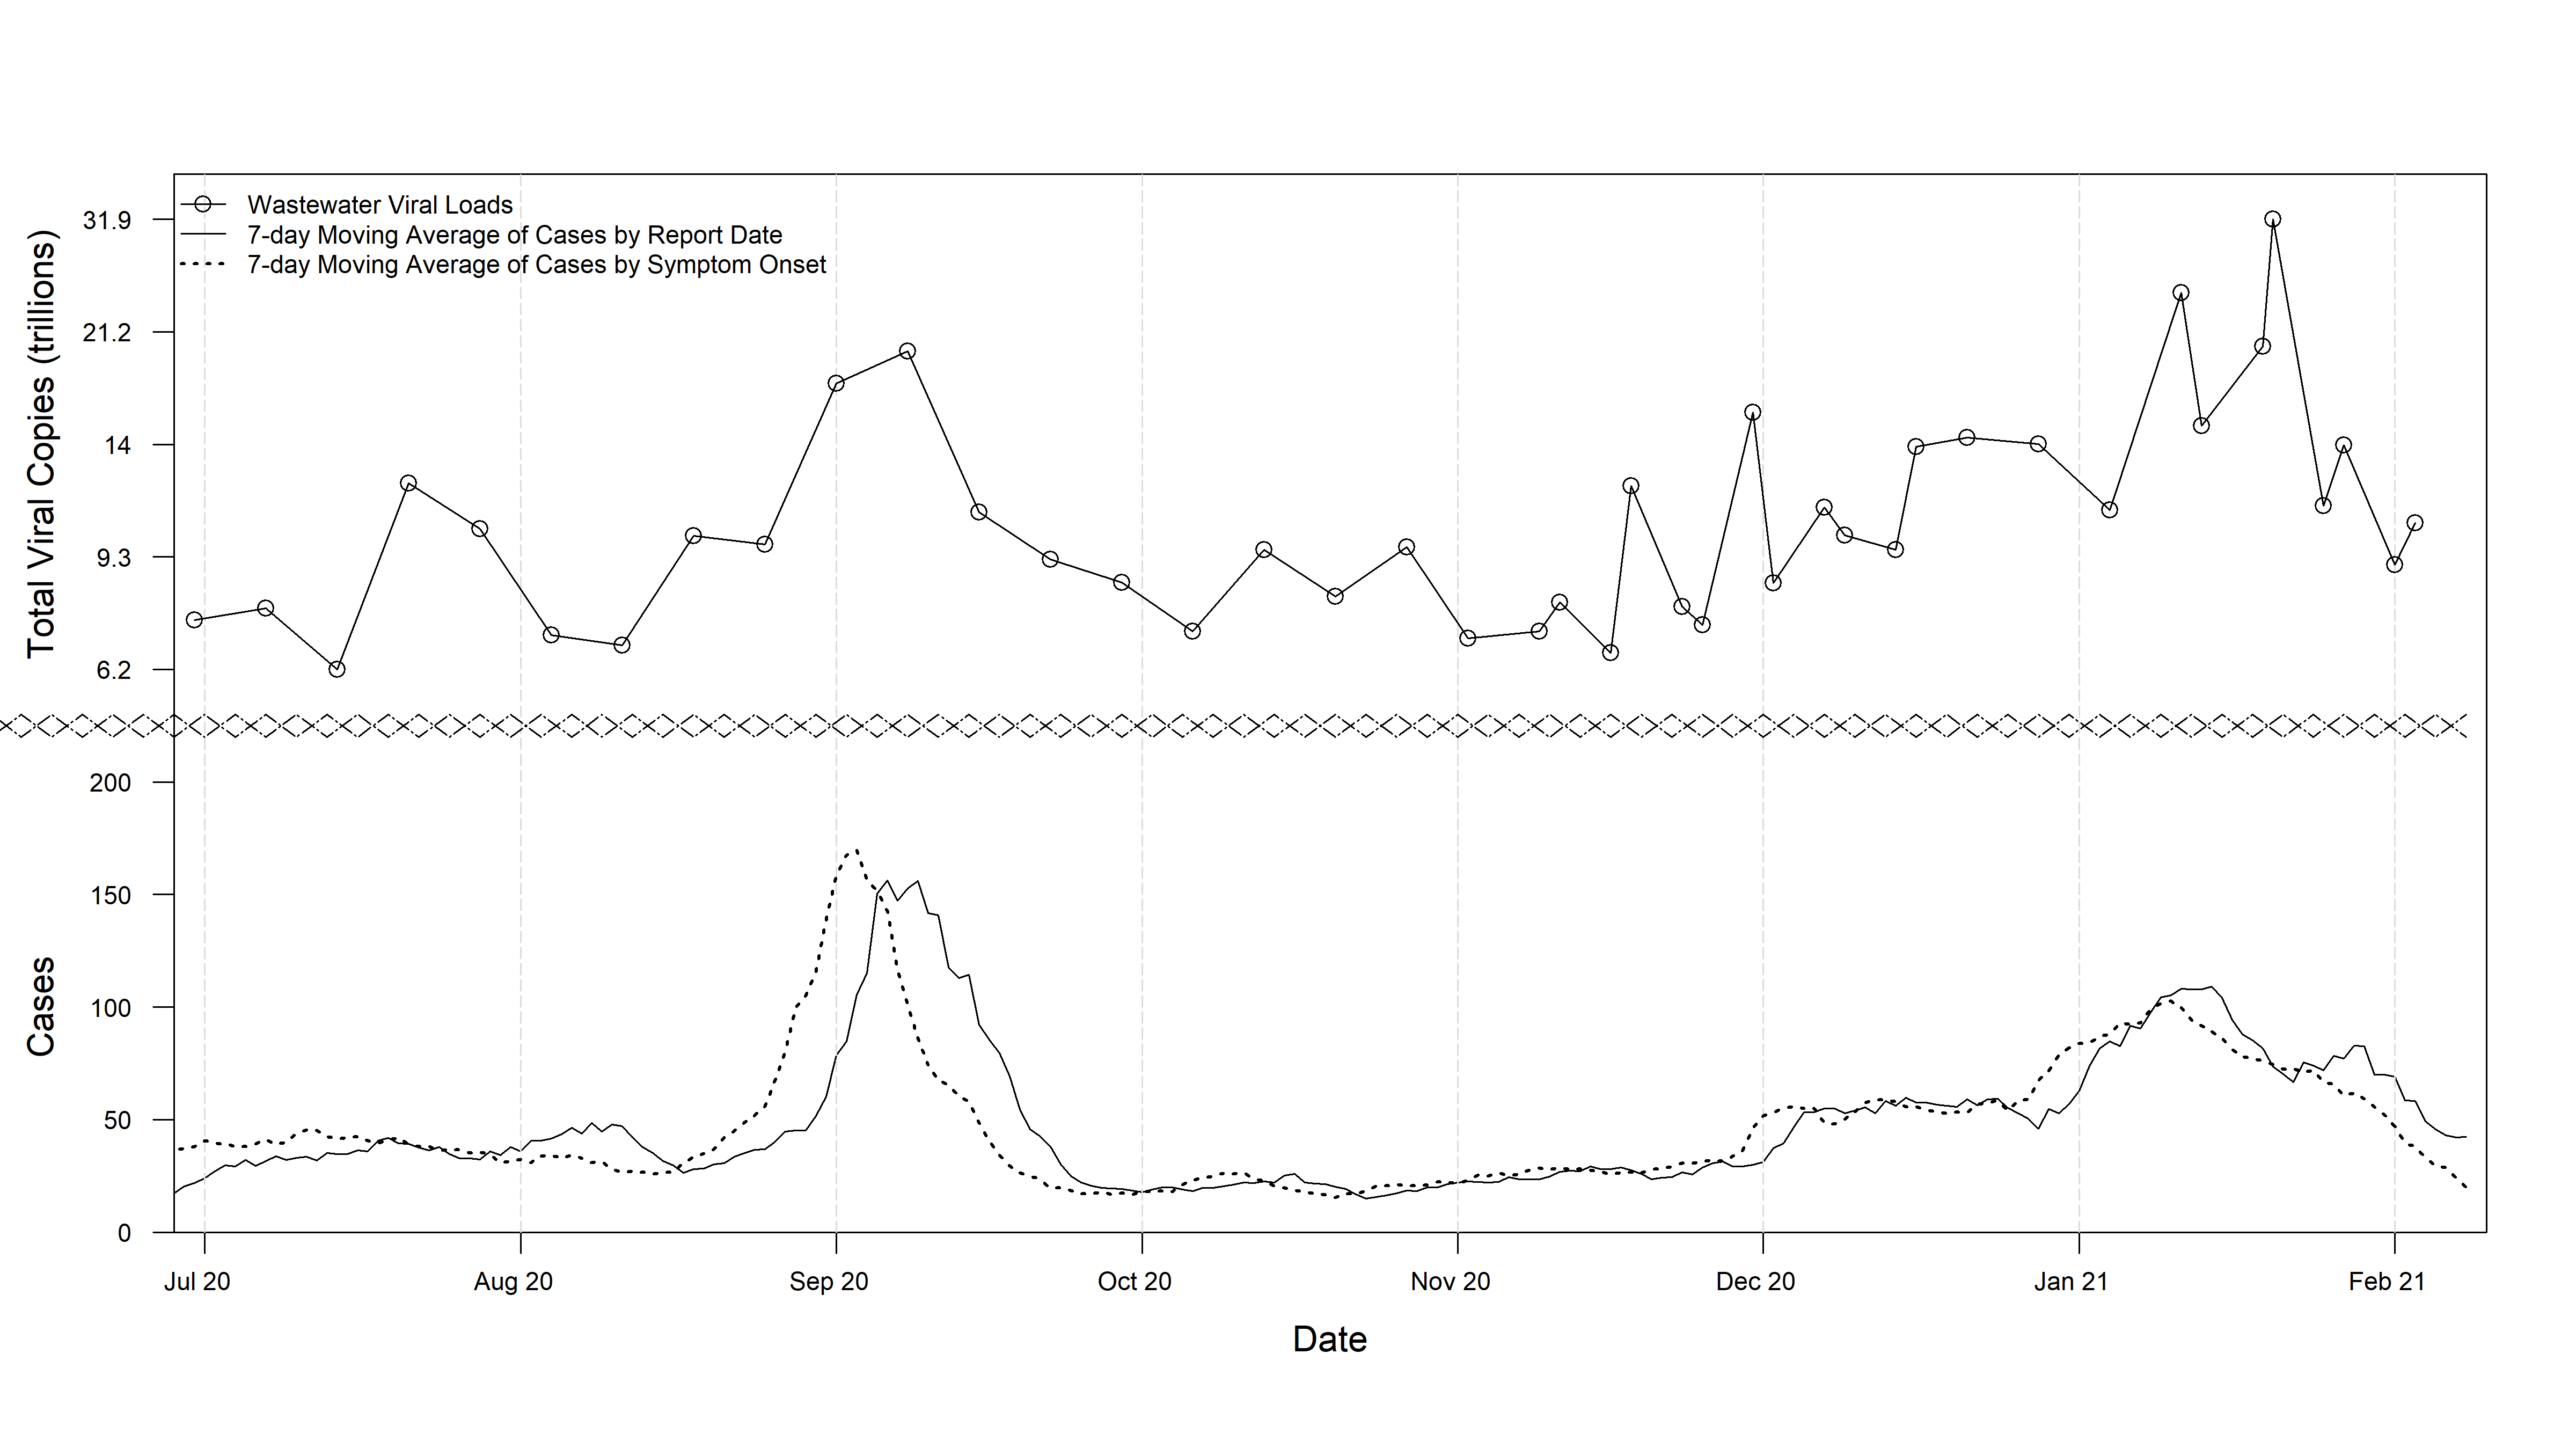 Wastewater Viral Loads
7-day Moving Average of Cases by Report Date
7-day Moving Average of Cases by Symptom Onset
Total Viral Copies (trillions)
31.9
21.2
14
9.3
6.2
Cases
200
150
100
50
0
Jul 20 Aug 20 Sep 20 Oct 20 Nov 20 Dec 20 Jan 21 Feb 21
Date